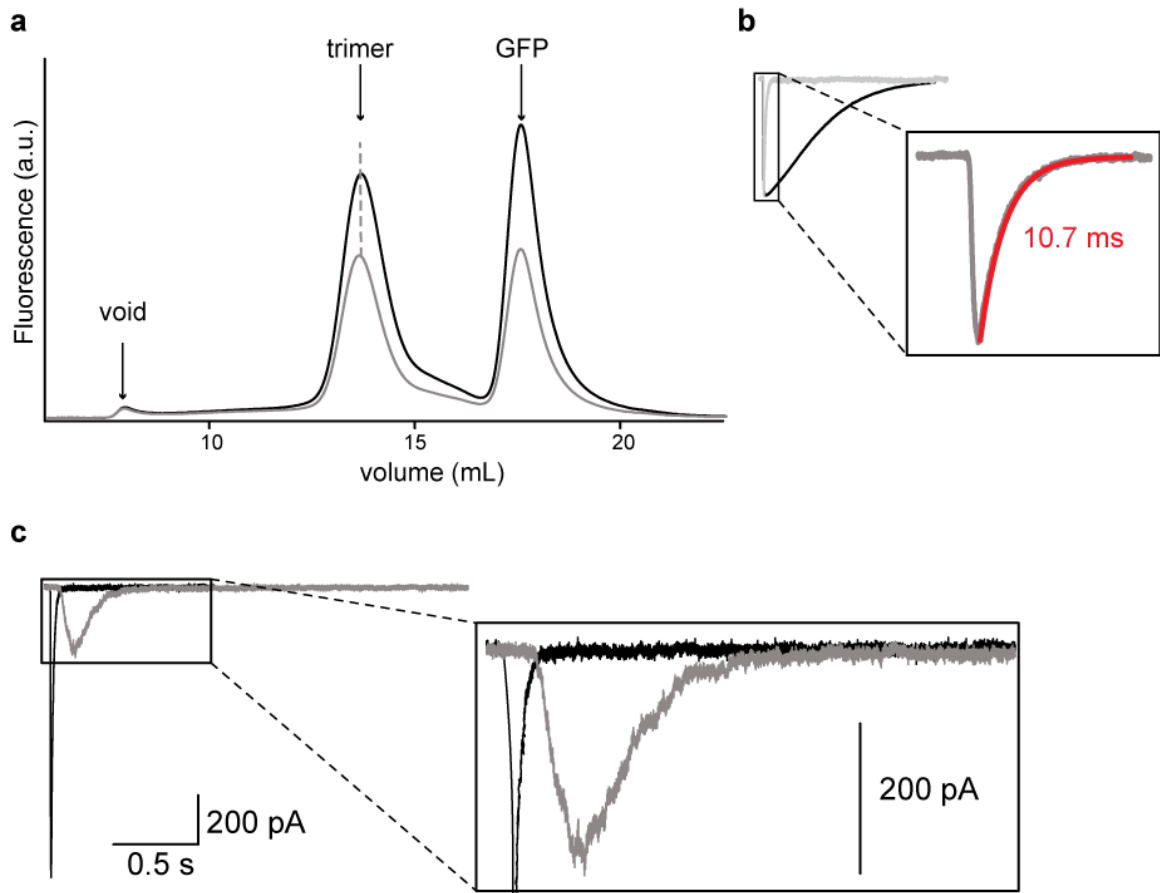 a
trimer
GFP
void
Fluorescence (a.u.)
10
15
20
volume (mL)
b
10.7 ms
c
200 pA
0.5 s
200 pA